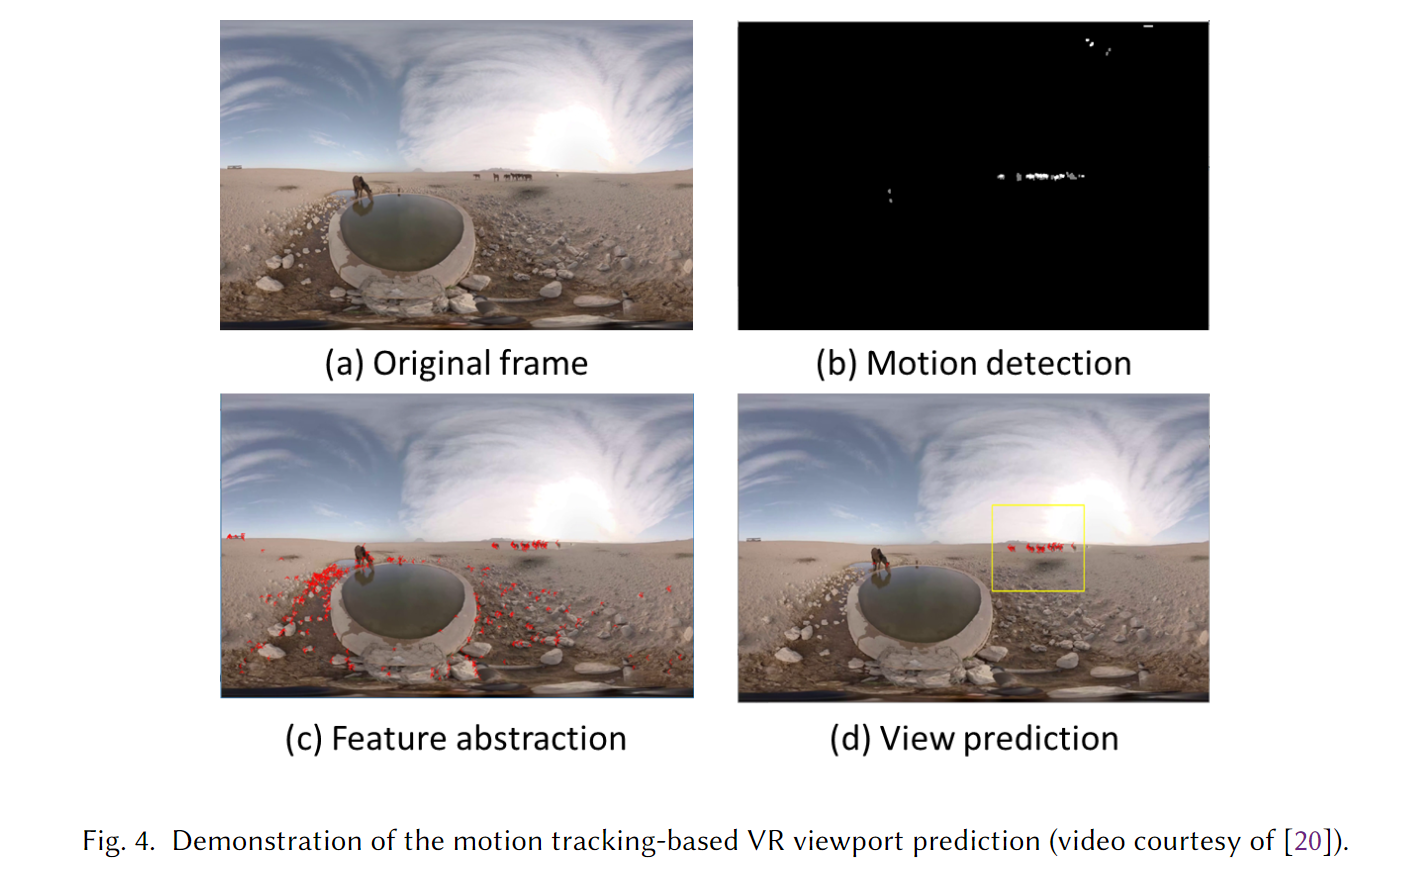 (a) Original frame
(b) Motion detection
(c) Feature abstraction
(d) View prediction
Fig. 4. Demonstration of the motion tracking-based VR viewport prediction (video courtesy of [20]).